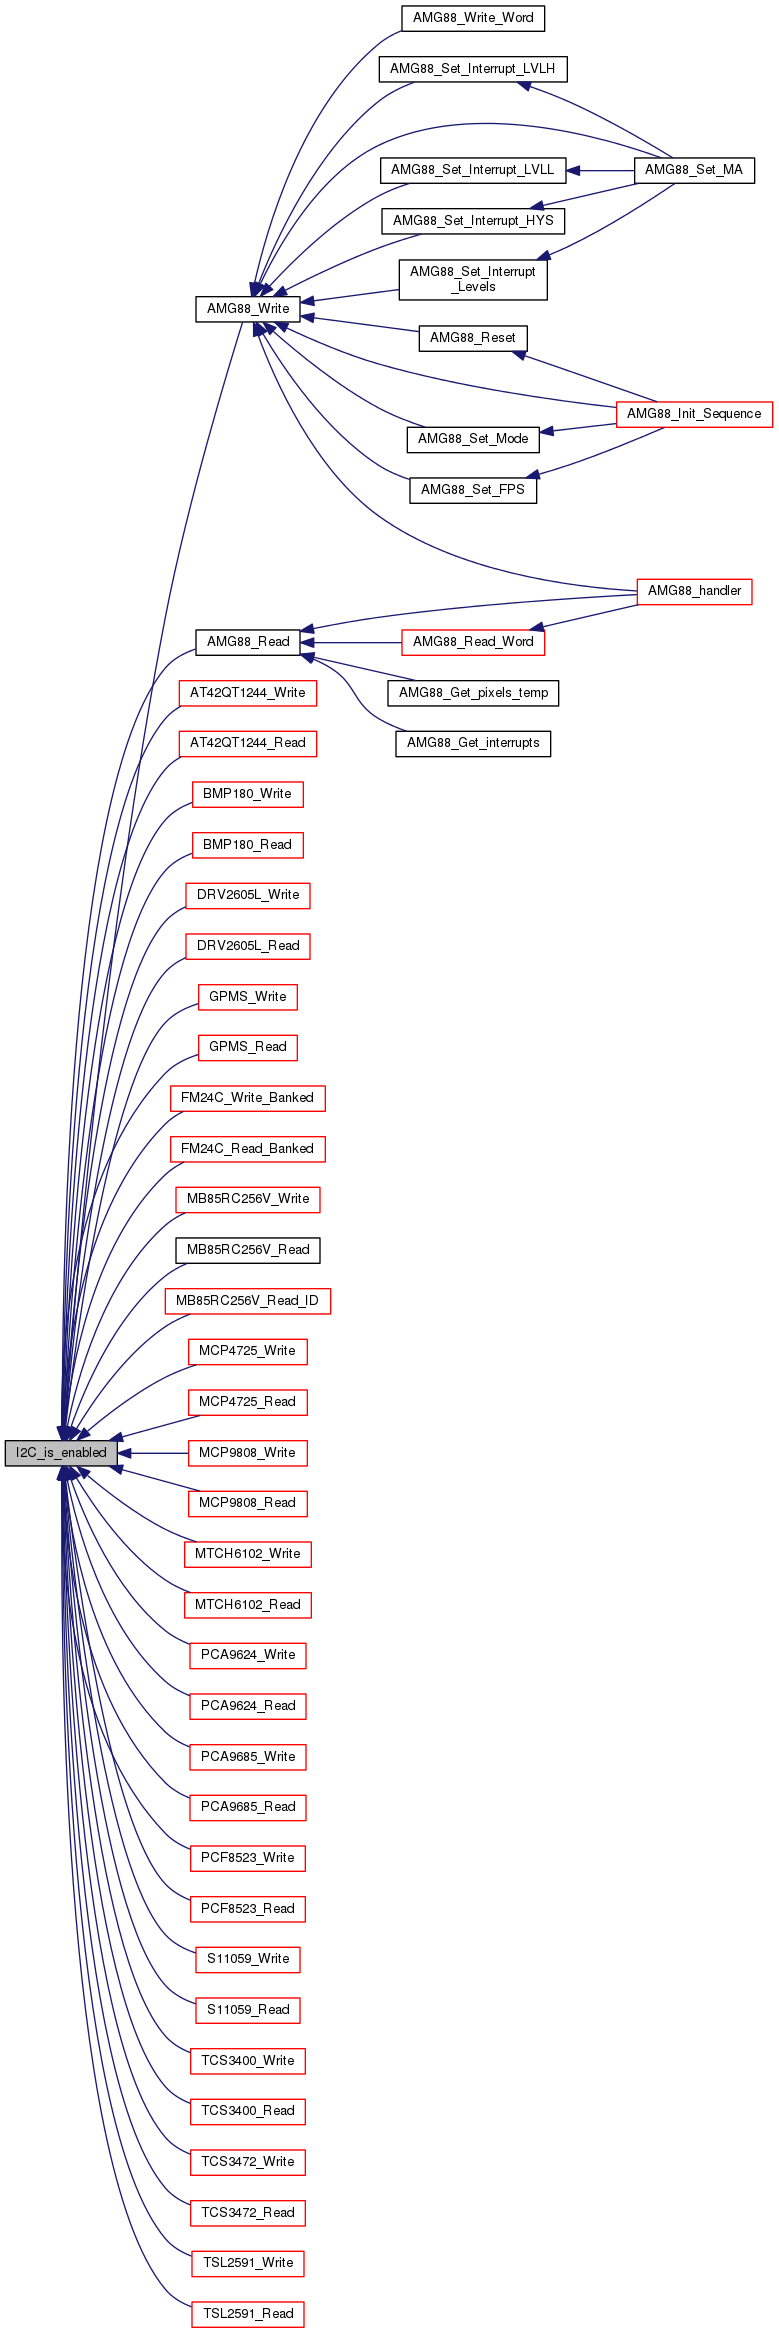 AMG88_Write_Word
AMG88_Set_Interrupt_LVLH
AMG88_Set_Interrupt_LVLL
AMG88_Set_MA
AMG88_Set_Interrupt_HYS
AMG88_Set_Interrupt
_Levels
AMG88_Write
AMG88_Reset
AMG88_Init_Sequence
AMG88_Set_Mode
AMG88_Set_FPS
AMG88_handler
AMG88_Read
AMG88_Read_Word
AMG88_Get_pixels_temp
AT42QT1244_Write
AMG88_Get_interrupts
AT42QT1244_Read
BMP180_Write
BMP180_Read
DRV2605L_Write
DRV2605L_Read
GPMS_Write
GPMS_Read
FM24C_Write_Banked
FM24C_Read_Banked
MB85RC256V_Write
MB85RC256V_Read
MB85RC256V_Read_ID
MCP4725_Write
MCP4725_Read
I2C_is_enabled
MCP9808_Write
MCP9808_Read
MTCH6102_Write
MTCH6102_Read
PCA9624_Write
PCA9624_Read
PCA9685_Write
PCA9685_Read
PCF8523_Write
PCF8523_Read
S11059_Write
S11059_Read
TCS3400_Write
TCS3400_Read
TCS3472_Write
TCS3472_Read
TSL2591_Write
TSL2591_Read